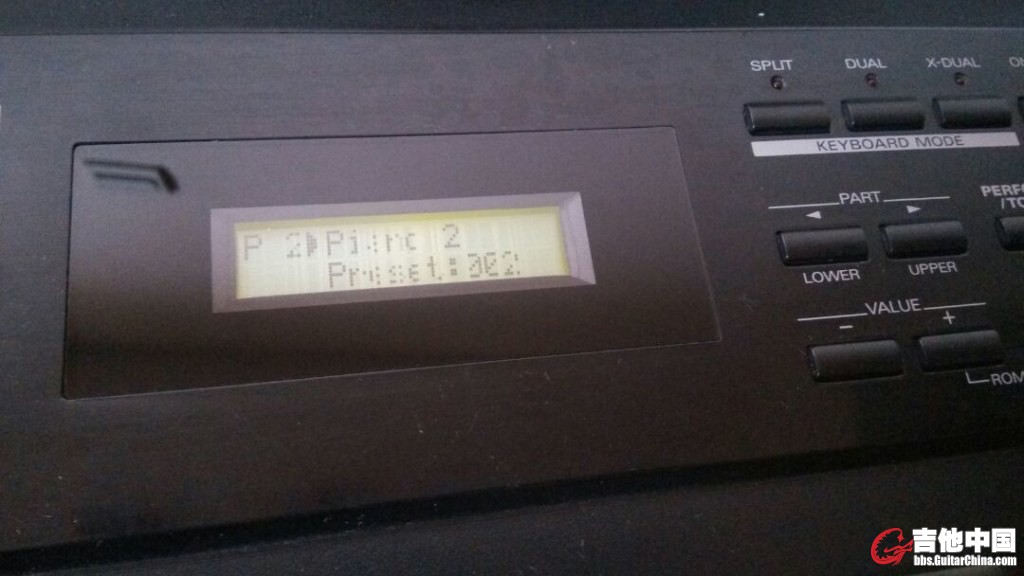 SPLIT DUAL X-DUAL
KEYBOARD MODE
PART
LOWER UPPER
VALUE
- +
P 2 Piano 2
Preset:002
吉他中国
bbs.GuitarChina.com